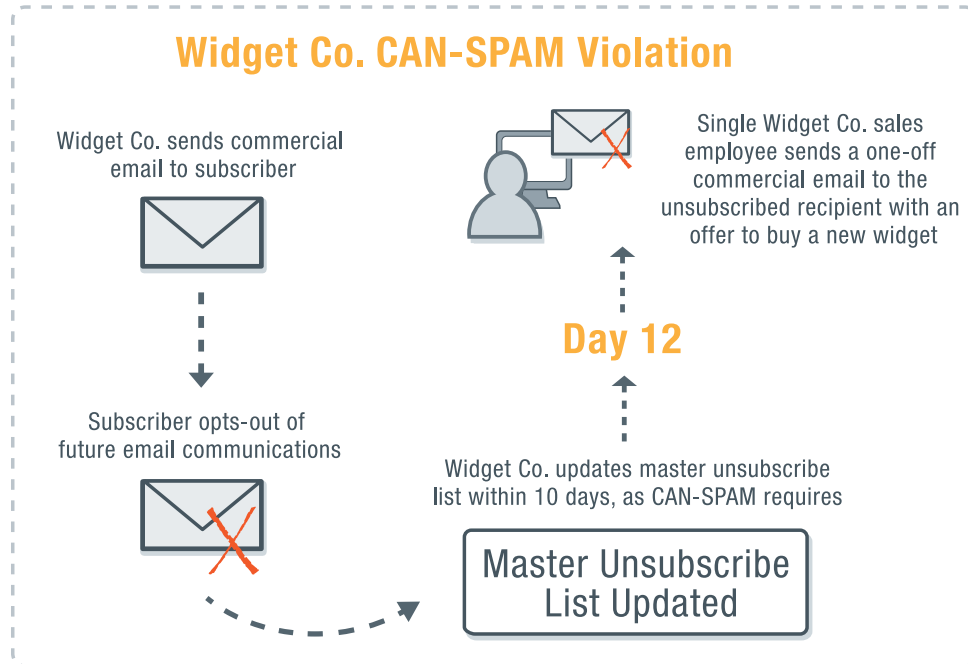 Widget Co. CAN-SPAM Violation
Widget Co. sends commercial
email to subscriber
Subscriber opts-out of
future email communications
Widget Co. updates master unsubscribe
list within 10 days, as CAN-SPAM requires
Master Unsubscribe
List Updated
Day 12
Single Widget Co. sales
employee sends a one-off
commercial email to the
unsubscribed recipient with an
offer to buy a new widget